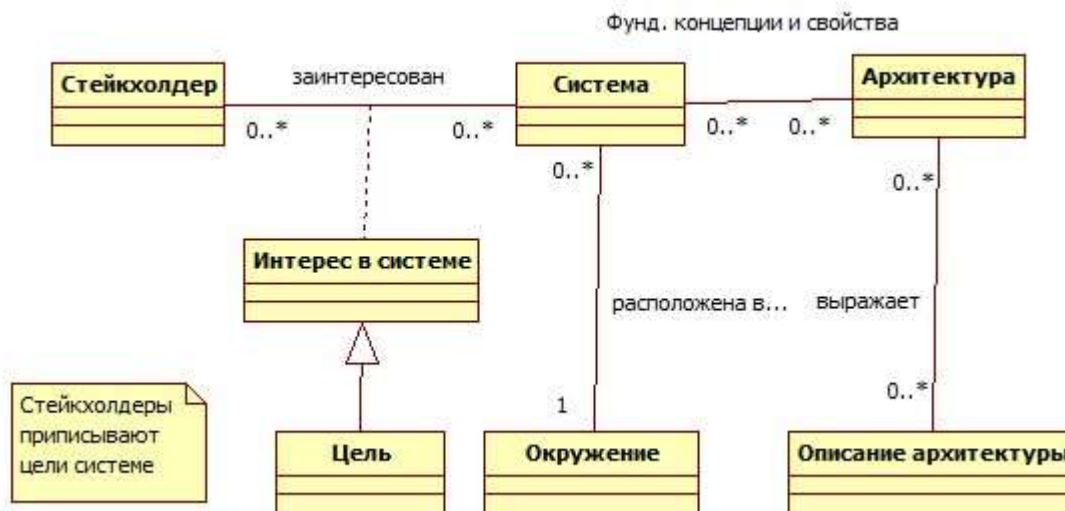 Фунд. концепции и свойства
Стейкхолдер
заинтересован
Система
Архитектура
0..*
0..*
0..*
0..*
0..*
0..*
Интерес в системе
расположена в...
выражает
Стейкхолдеры
приписывают
цели системе
1
0..*
Цель
Окружение
Описание архитектуры